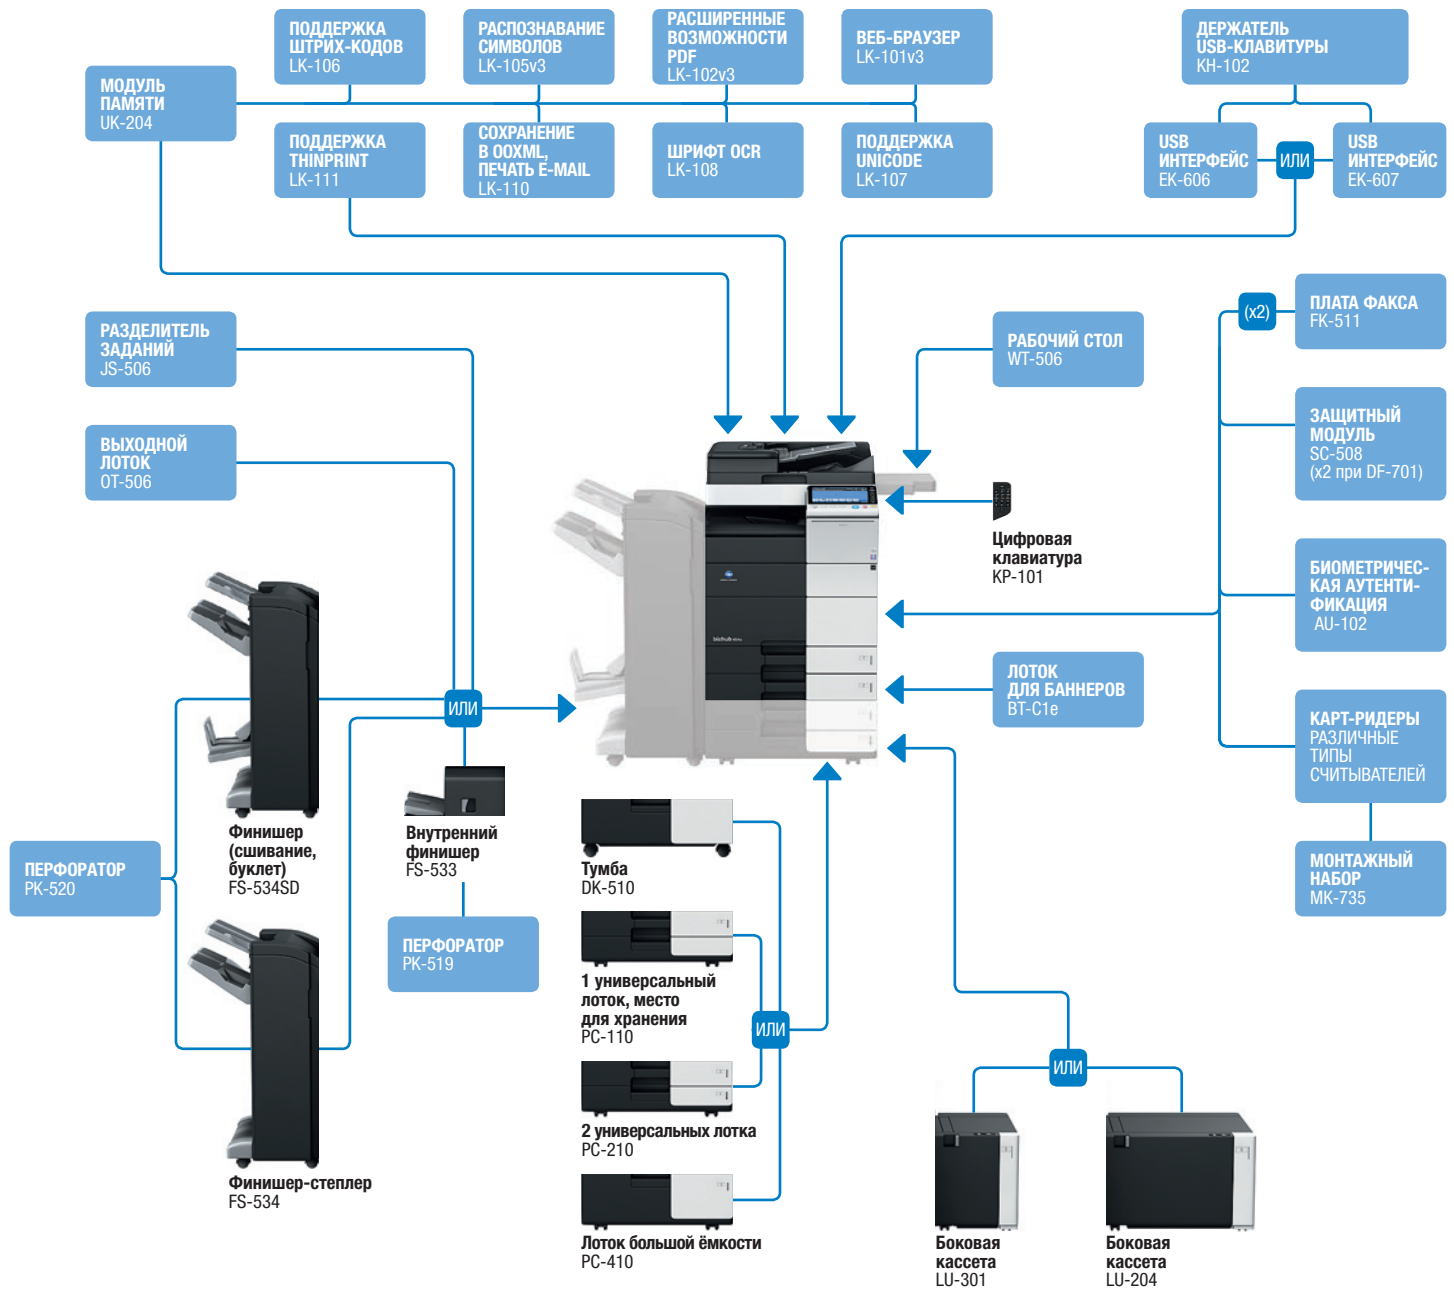 ПОДДЕРЖКА
ШТРИХ-КОДОВ
LK-106
РАСПОЗНАВАНИЕ
СИМВОЛОВ
LK-105v3
РАСШИРЕННЫЕ
ВОЗМОЖНОСТИ
PDF
LK-102v3
ВЕБ-БРАУЗЕР
LK-101v3
ДЕРЖАТЕЛЬ
USB-КЛАВИТУРЫ
KH-102
МОДУЛЬ
ПАМЯТИ
UK-204
ПОДДЕРЖКА
THINPRINT
LK-111
СОХРАНЕНИЕ
В OOXML,
ПЕЧАТЬ E-MAIL
LK-110
ШРИФТ OCR
LK-108
ПОДДЕРЖКА
UNICODE
LK-107
USB
ИНТЕРФЕЙС
EK-606
ИЛИ
USB
ИНТЕРФЕЙС
EK-607
РАЗДЕЛИТЕЛЬ
ЗАДАНИЙ
JS-506
РАБОЧИЙ СТОЛ
WT-506
(x2)
ПЛАТА ФАКСА
FK-511
ВЫХОДНОЙ
ЛОТОК
OT-506
ЗАЩИТНЫЙ
МОДУЛЬ
SC-508
(x2 при DF-701)
Цифровая
клавиатура
KP-101
БИОМЕТРИЧЕС-
КАЯ АУТЕНТИ-
ФИКАЦИЯ
AU-102
bizhub
ЛОТОК
ДЛЯ БАННЕРОВ
BT-C1e
ИЛИ
КАРТ-РИДЕРЫ
РАЗЛИЧНЫЕ
ТИПЫ
СЧИТЫВАТЕЛЕЙ
Финишер
(сшивание,
буклет)
FS-534SD
Внутренний
финишер
FS-533
Тумба
DK-510
ПЕРФОРАТОР
PK-520
МОНТАЖНЫЙ
НАБОР
MK-735
ПЕРФОРАТОР
PK-519
1 универсальный
лоток, место
для хранения
PC-110
ИЛИ
ИЛИ
2 универсальных лотка
PC-210
Финишер-степлер
FS-534
Лоток большой ёмкости
PC-410
Боковая
кассета
LU-301
Боковая
кассета
LU-204